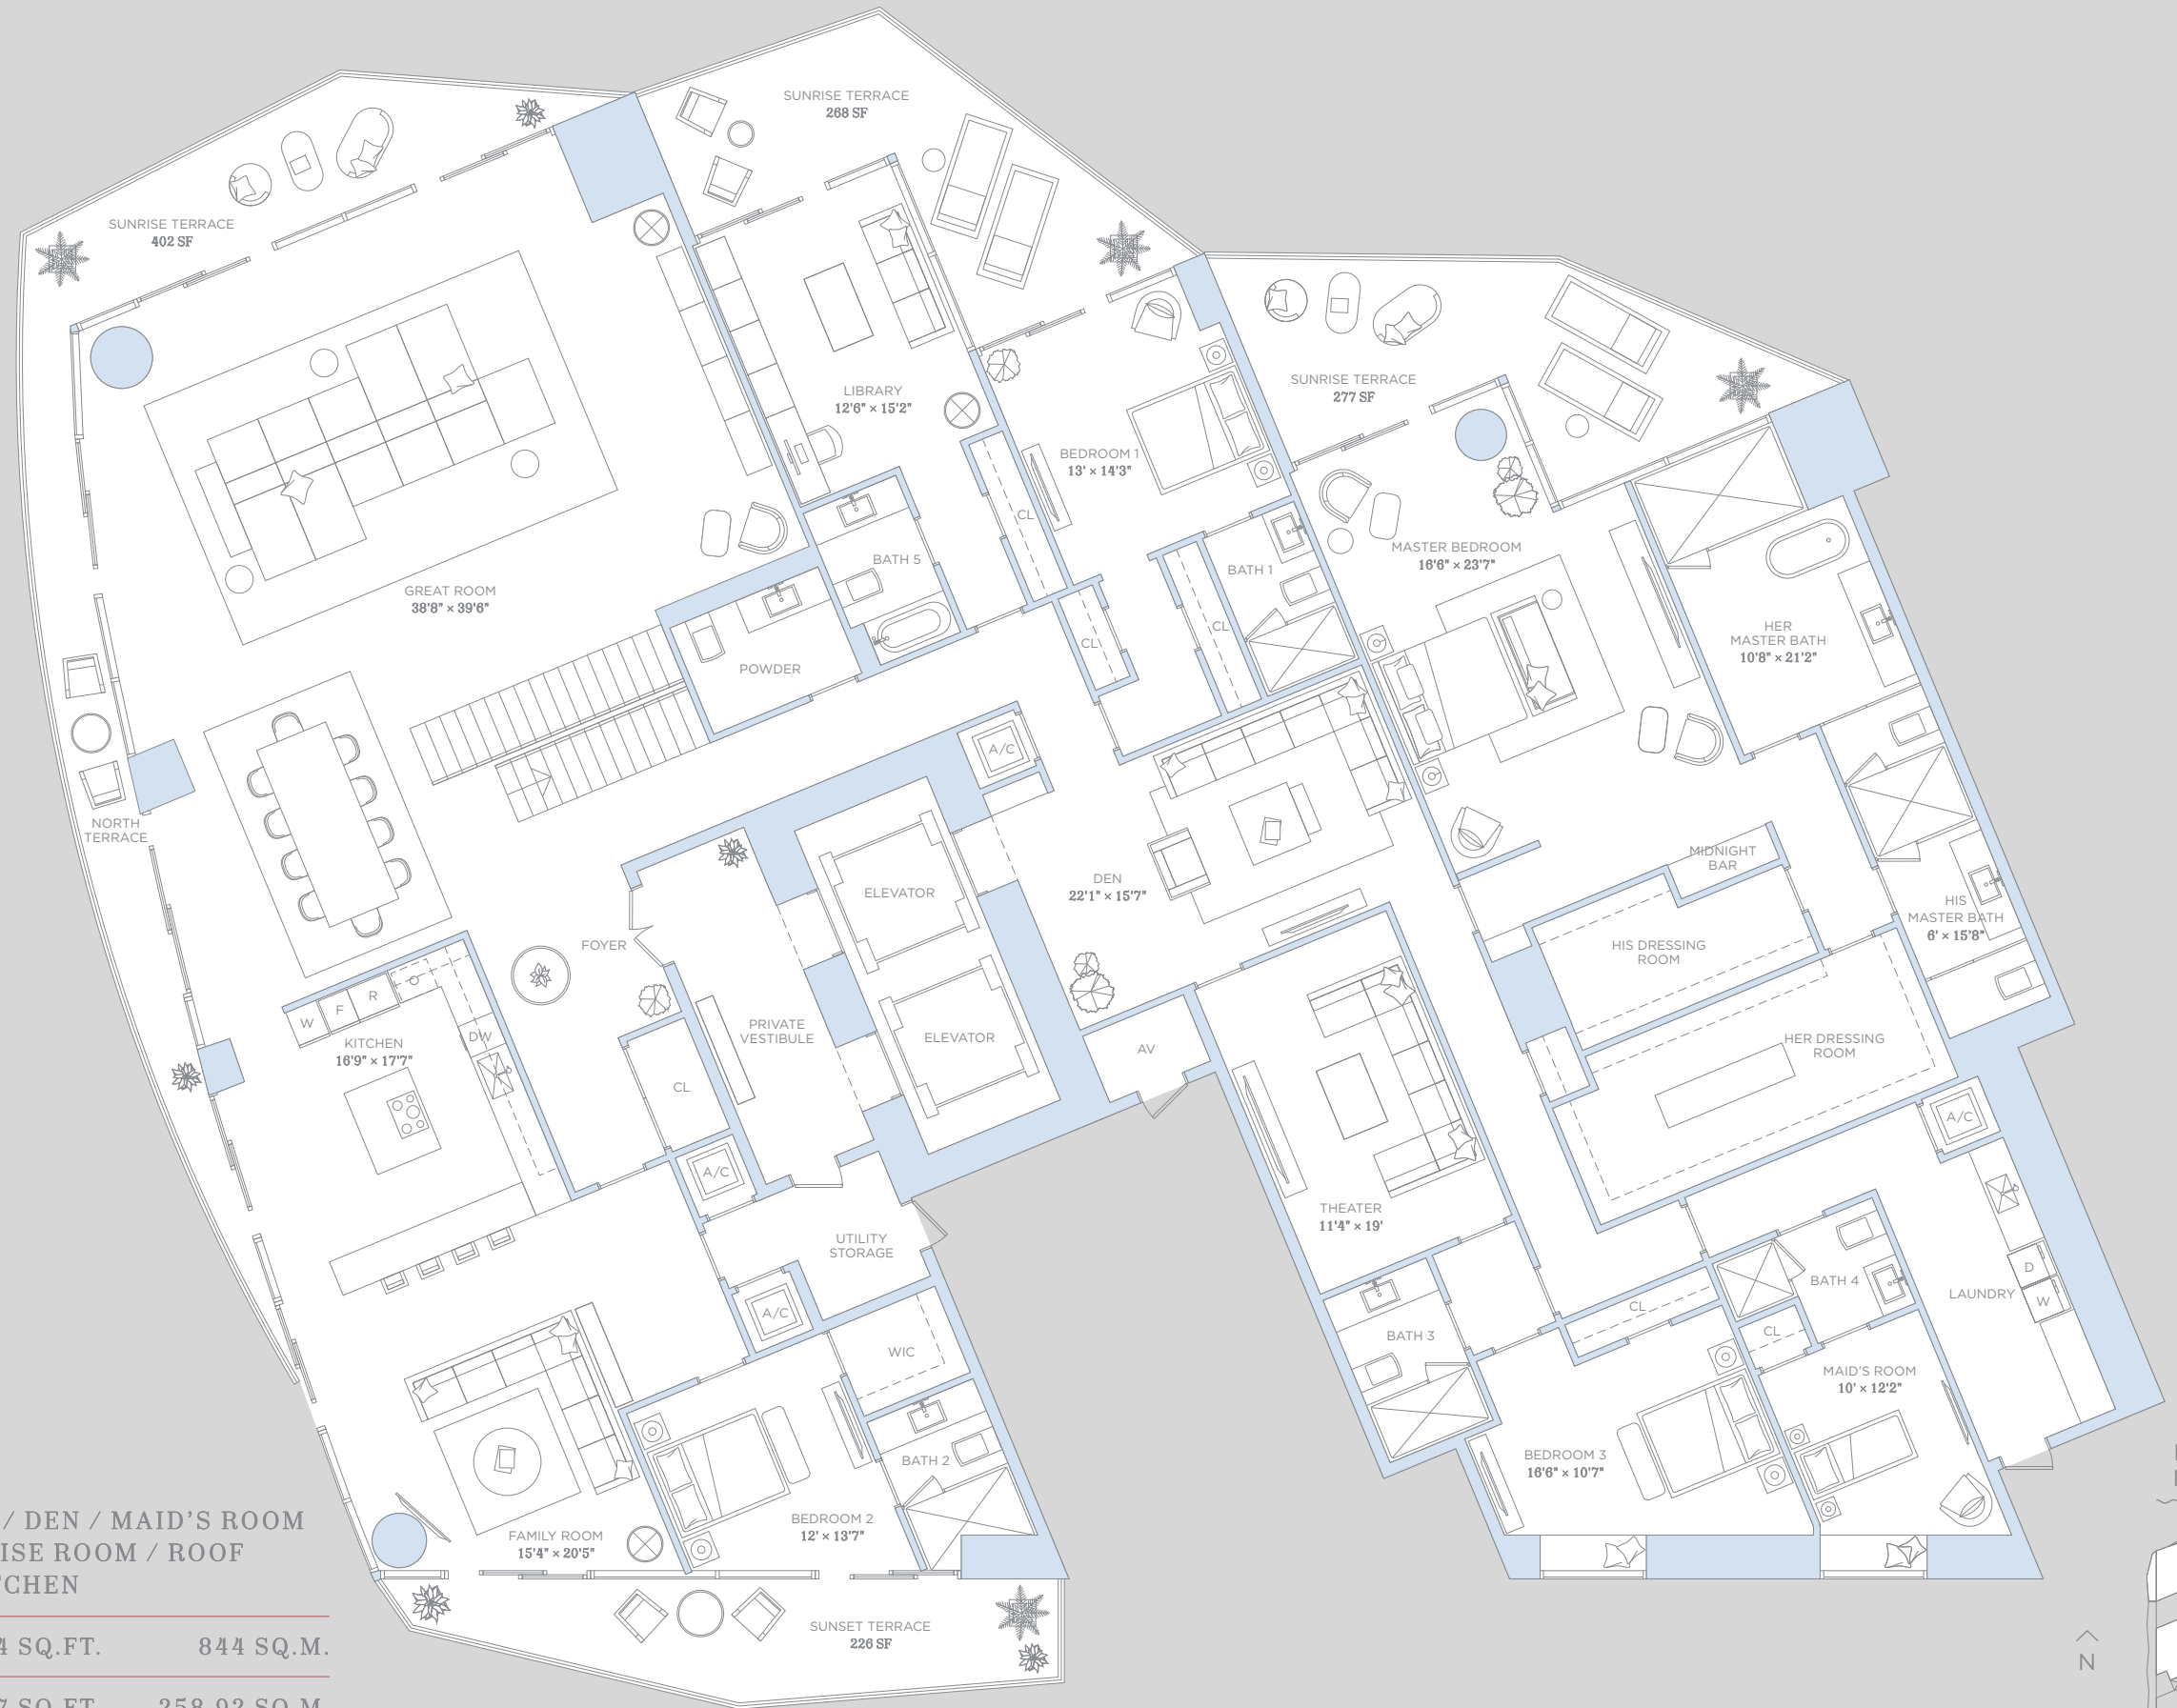 SUNRISE TERRACE
268 SF
SUNRISE TERRACE
402 SF
SUNRISE TERRACE
277 SF
LIBRARY
12'6" × 15'2"
BEDROOM 1
13' × 14'3"
CL
BATH 5
BATH 1
MASTER BEDROOM
16'6" × 23'7"
GREAT ROOM
38'8" × 39'6"
CL
CL
HER
MASTER BATH
10'8" × 21'2"
POWDER
A/C
NORTH
TERRACE
MIDNIGHT
BAR
ELEVATOR
DEN
22'1" × 15'7"
HIS
MASTER BATH
6' × 15'8"
FOYER
HIS DRESSING
ROOM
O
R
F
W
DW
KITCHEN
16'9" × 17'7"
PRIVATE
VESTIBULE
ELEVATOR
AV
HER DRESSING
ROOM
CL
A/C
A/C
THEATER
11'4" × 19'
UTILITY
STORAGE
D
W
LAUNDRY
BATH 4
CL
A/C
BATH 3
CL
WIC
MAID'S ROOM
10' × 12'2"
BATH 2
BEDROOM 3
16'6" × 10'7"
BEDROOM 2
12' × 13'7"
FAMILY ROOM
15'4" × 20'5"
/ DEN / MAID'S ROOM
ISE ROOM / ROOF
CHEN
SUNSET TERRACE
226 SF
4 SQ.FT. 844 SQ.M.
N
7 SQ.FT. 258.92 SQ.M.